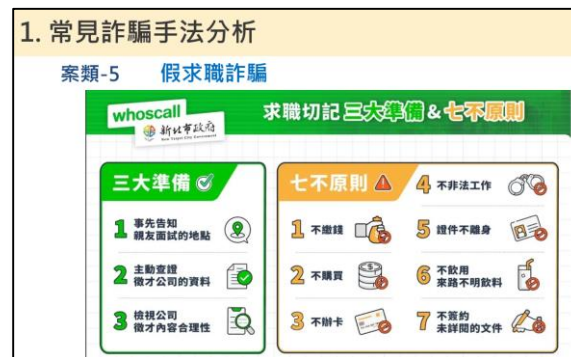 1. 常見詐騙手法分析
案類-5 假求職詐騙
whoscall
新北市政府
New Taipei City Government
求職切記三大準備&七不原則
三大準備
1 事先告知
親友面試的地點
2 主動查證
徵才公司的資料
3 檢視公司
徵才內容合理性
七不原則
1 不繳錢
2 不購買
3 不辦卡
4 不非法工作
5 證件不離身
6 不飲用
來路不明飲料
7 不簽約
未詳閱的文件